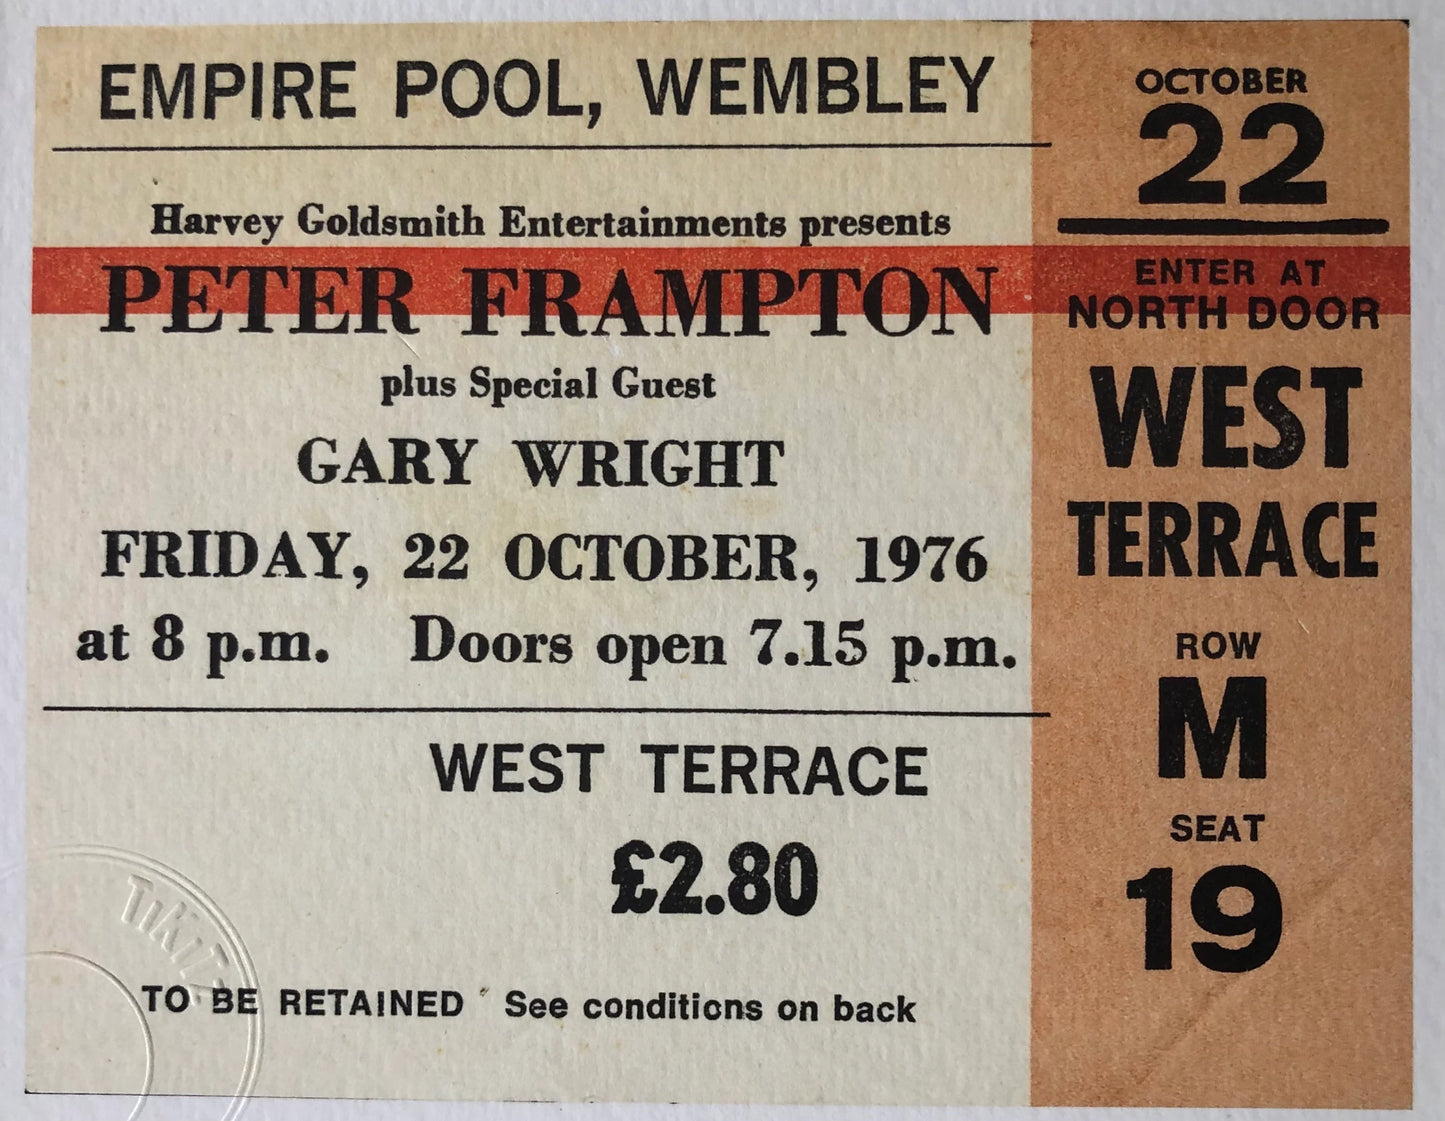 EMPIRE POOL, WEMBLEY
Harvey Goldsmith Entertainments presents
PETER FRAMPTON
plus Special Guest
GARY WRIGHT
FRIDAY, 22 OCTOBER, 1976
at 8 p.m. Doors open 7.15 p.m.
WEST TERRACE
£2.80
TO BE RETAINED See conditions on back
OCTOBER
22
ENTER AT
NORTH DOOR
WEST
TERRACE
ROW
M
SEAT
19